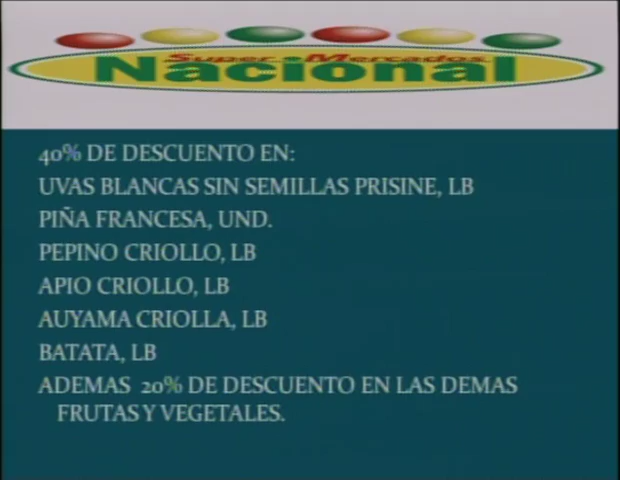 Super Mercados
Nacional
40% DE DESCUENTO EN:
UVAS BLANCAS SIN SEMILLAS PRISINE, LB
PIÑA FRANCESA, UND.
PEPINO CRIOLLO, LB
APIO CRIOLLO, LB
AUYAMA CRIOLLA, LB
BATATA, LB
ADEMAS 20% DE DESCUENTO EN LAS DEMAS
FRUTAS Y VEGETALES.